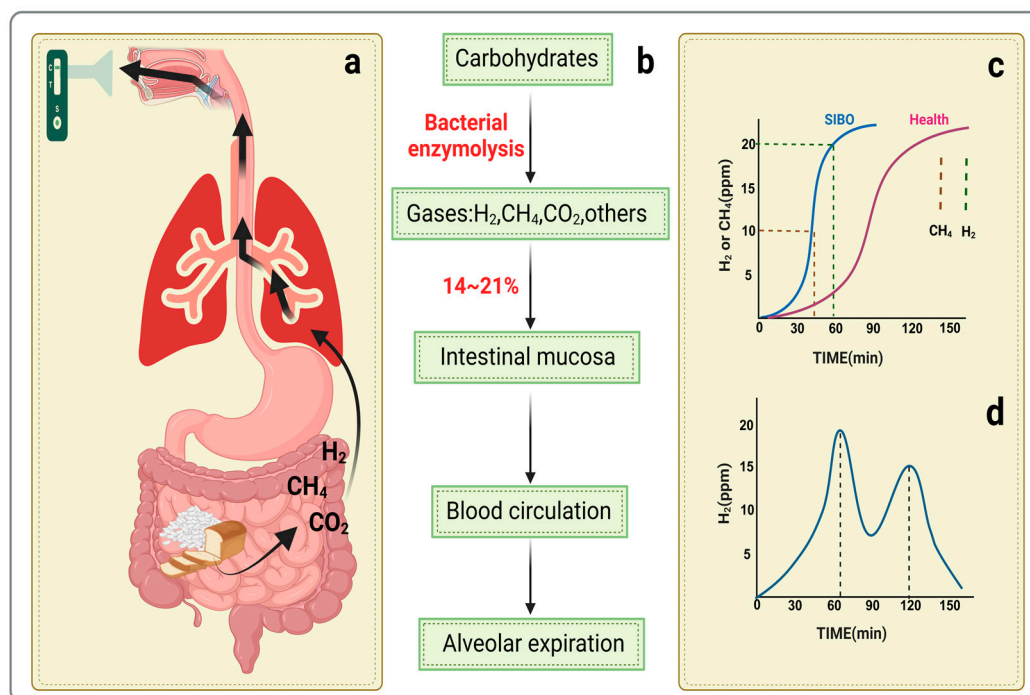 a
C
T
S
H₂
CH₄
CO₂
b
Carbohydrates
Bacterial
enzymolysis
Gases:H₂,CH₄,CO₂,others
14~21%
Intestinal mucosa
Blood circulation
Alveolar expiration
c
SIBO
Health
H₂ or CH₄(ppm)
20
15
10
5
CH₄
H₂
0
30
60
90
120
150
TIME(min)
d
H₂(ppm)
20
15
10
5
0
30
60
90
120
150
TIME(min)